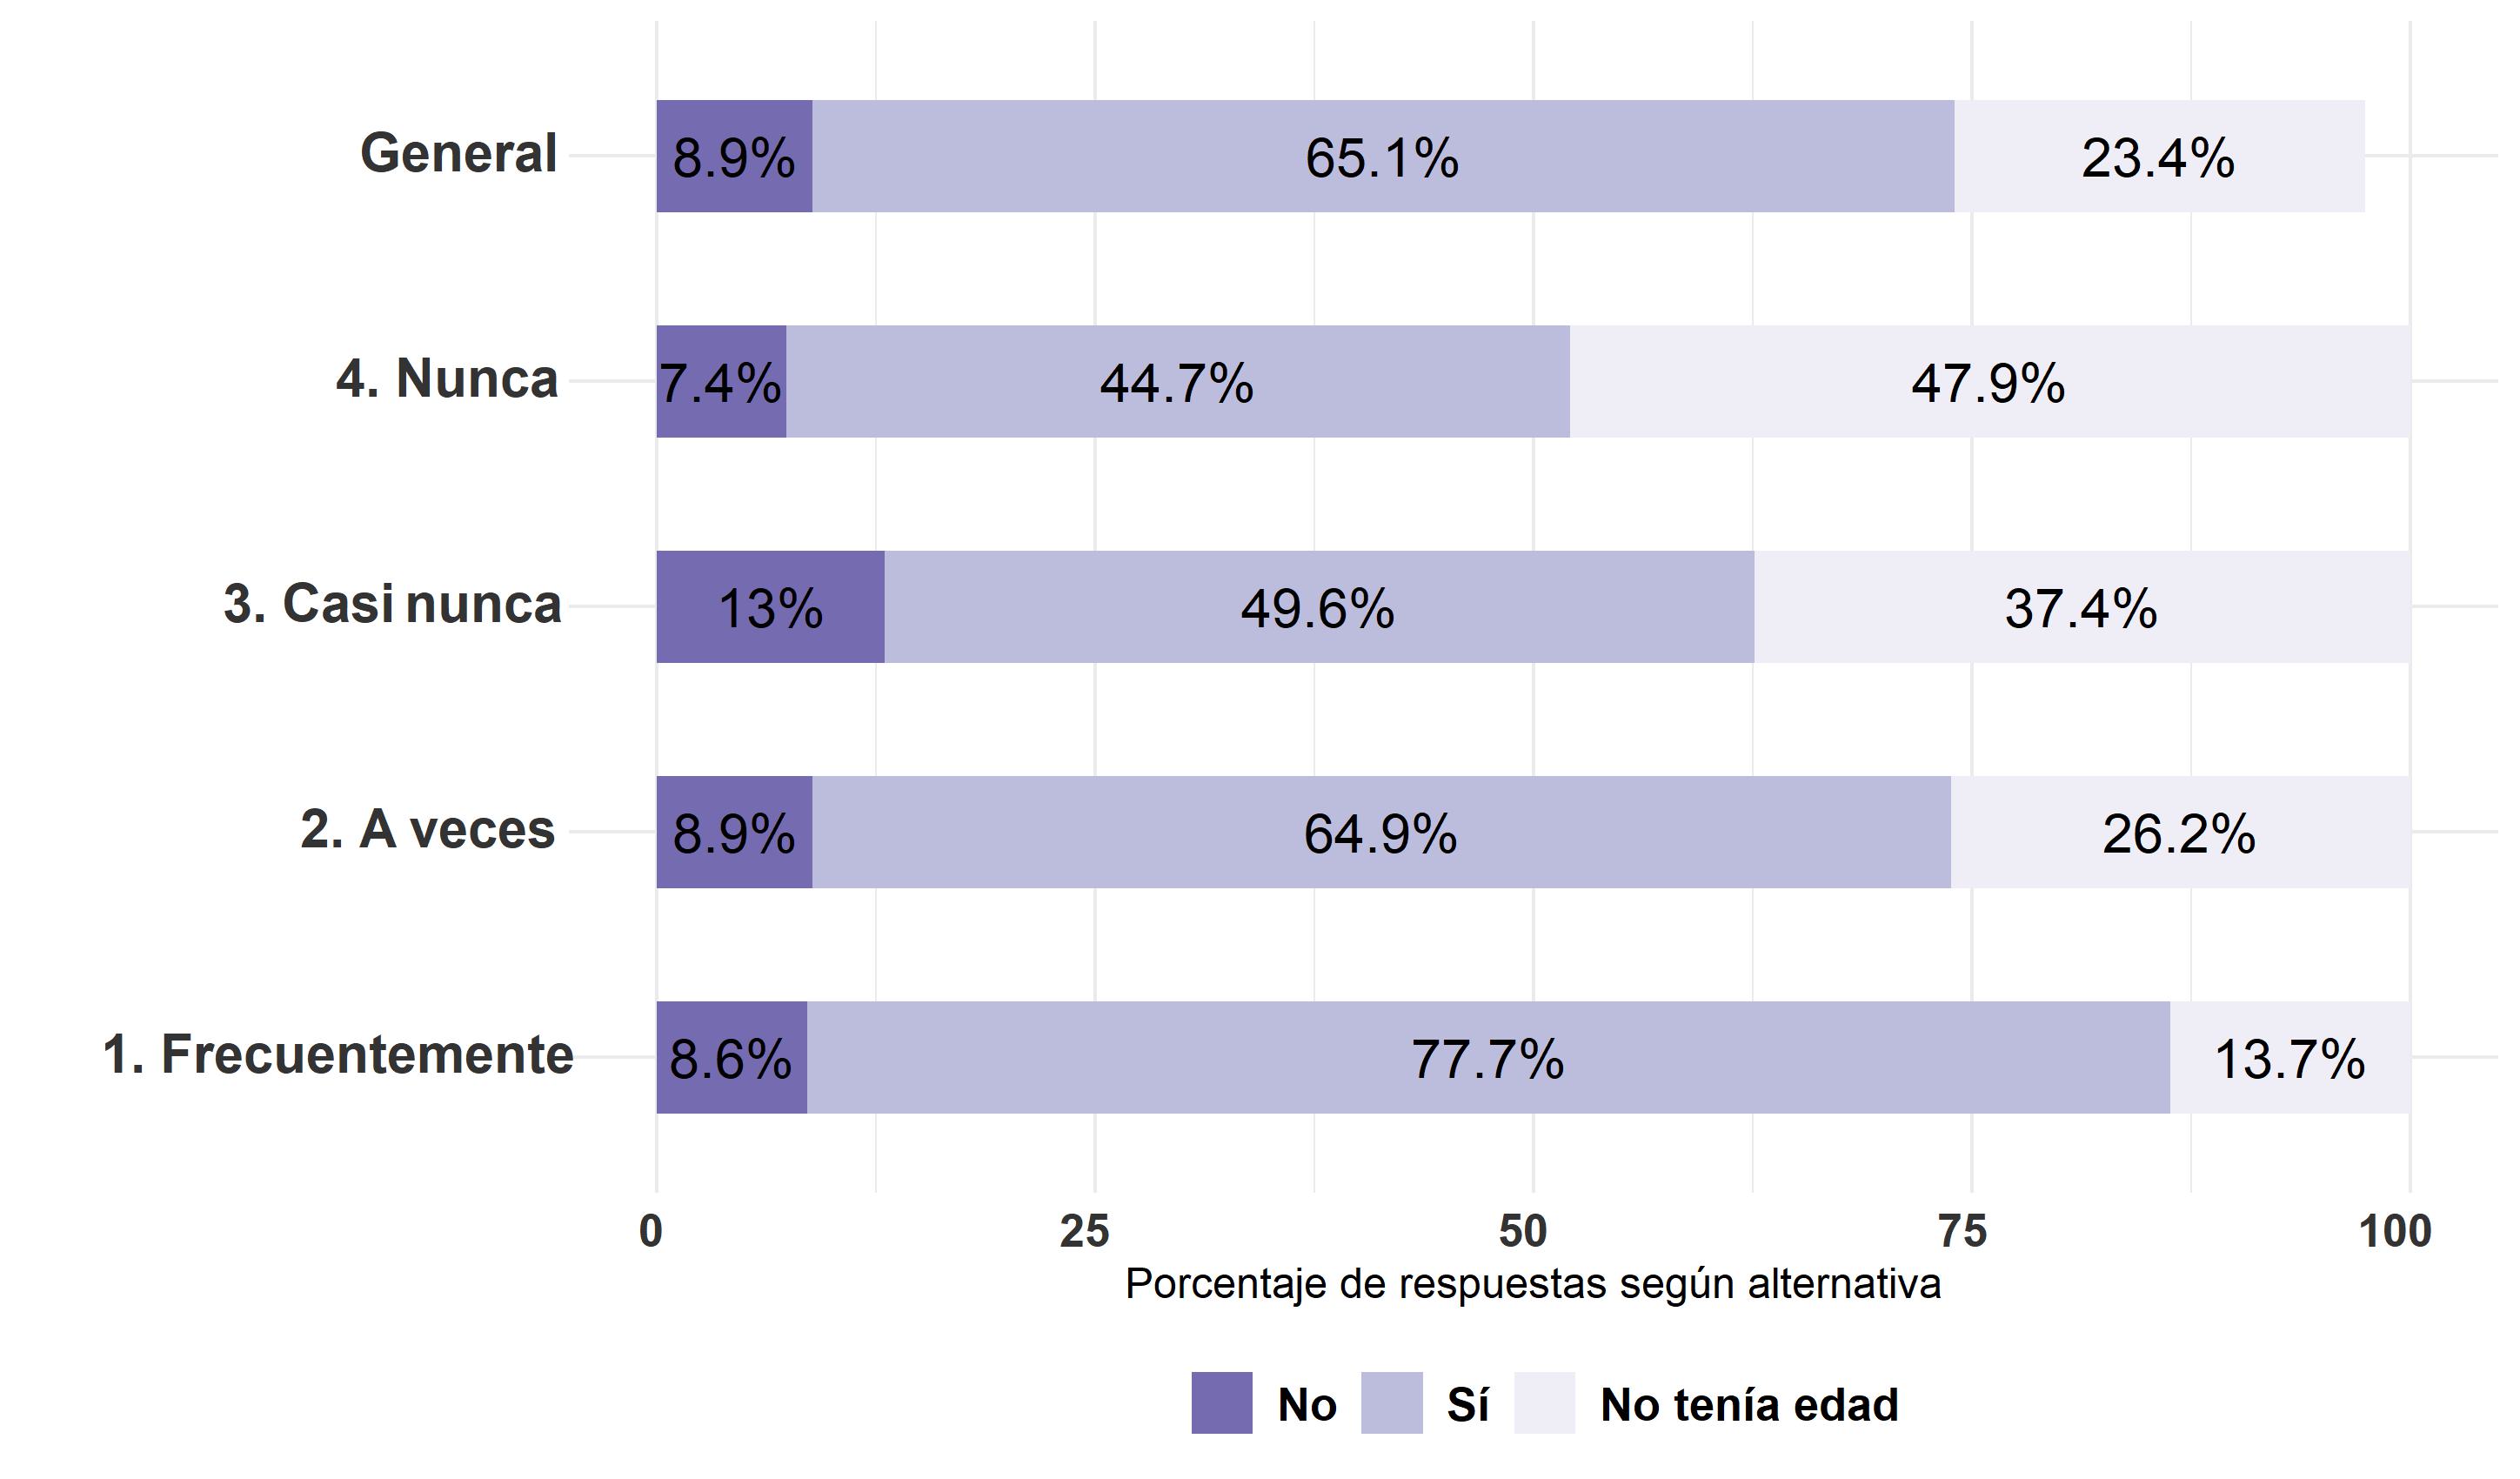 General 8.9% 65.1% 23.4%
4. Nunca 7.4% 44.7% 47.9%
3. Casi nunca 13% 49.6% 37.4%
2. A veces 8.9% 64.9% 26.2%
1. Frecuentemente 8.6% 77.7% 13.7%
0 25 50 75 100
Porcentaje de respuestas según alternativa
No Sí No tenía edad